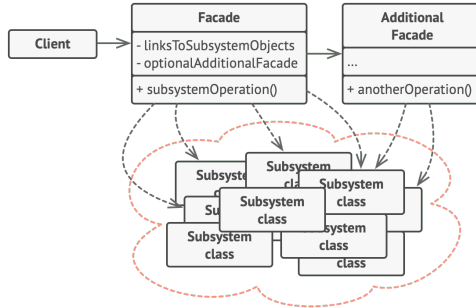 Client
Facade
- linksToSubsystemObjects
- optionalAdditionalFacade
+ subsystemOperation()
Additional
Facade
...
+ anotherOperation()
Subsystem
class
Subsystem
class
Subsystem
class
Subsystem
class
Subsystem
class
Subsystem
class
class